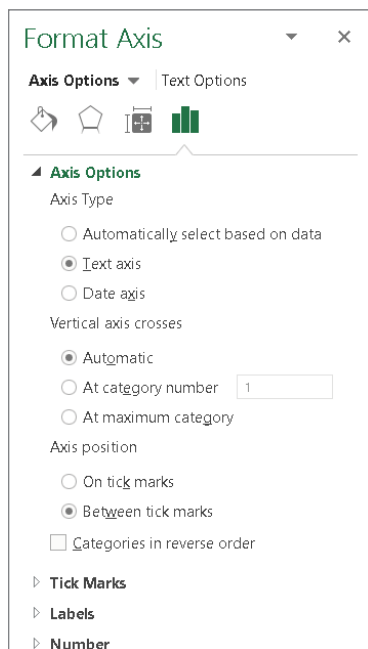 Format Axis
Axis Options Text Options
Axis Options
Axis Type
Automatically select based on data
Text axis
Date axis
Vertical axis crosses
Automatic
At category number 1
At maximum category
Axis position
On tick marks
Between tick marks
Categories in reverse order
Tick Marks
Labels
Number